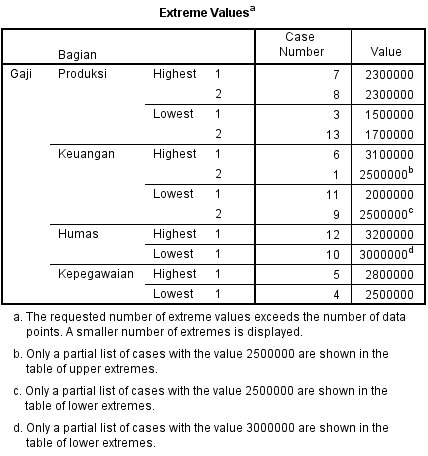 Extreme Valuesa
Bagian Case Number Value
Gaji Produksi Highest 1 7 2300000
2 8 2300000
Lowest 1 3 1500000
2 13 1700000
Keuangan Highest 1 6 3100000
2 1 2500000b
Lowest 1 11 2000000
2 9 2500000c
Humas Highest 1 12 3200000
Lowest 1 10 3000000d
Kepegawaian Highest 1 5 2800000
Lowest 1 4 2500000
a. The requested number of extreme values exceeds the number of data
points. A smaller number of extremes is displayed.
b. Only a partial list of cases with the value 2500000 are shown in the
table of upper extremes.
c. Only a partial list of cases with the value 2500000 are shown in the
table of lower extremes.
d. Only a partial list of cases with the value 3000000 are shown in the
table of lower extremes.